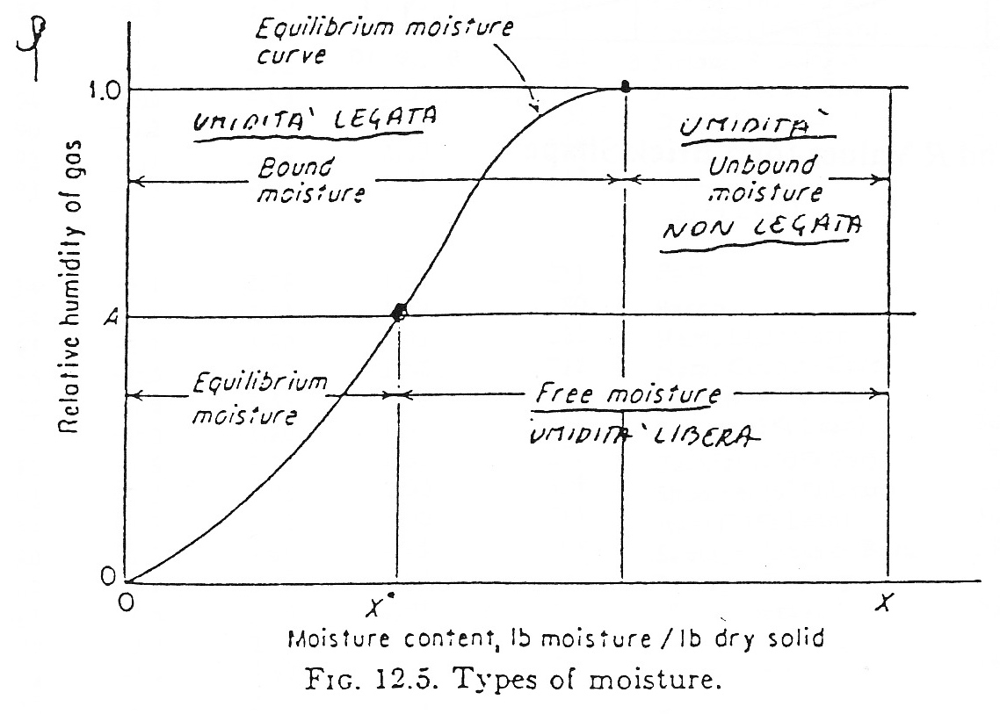 φ
Equilibrium moisture
curve
1.0
UMIDITA' LEGATA
UMIDITA'
Bound
moisture
Unbound
moisture
NON LEGATA
Relative humidity of gas
A
Equilibrium
moisture
Free moisture
UMIDITA' LIBERA
0
0
X*
X
Moisture content, lb moisture / lb dry solid
FIG. 12.5. Types of moisture.